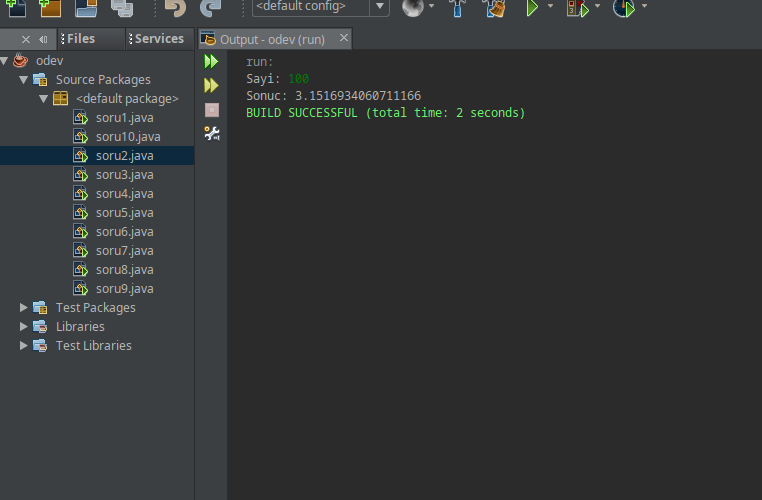 <default config>
Files
Services
Output - odev (run)
odev
Source Packages
<default package>
soru1.java
soru10.java
soru2.java
soru3.java
soru4.java
soru5.java
soru6.java
soru7.java
soru8.java
soru9.java
Test Packages
Libraries
Test Libraries
run:
Sayi: 100
Sonuc: 3.1516934060711166
BUILD SUCCESSFUL (total time: 2 seconds)